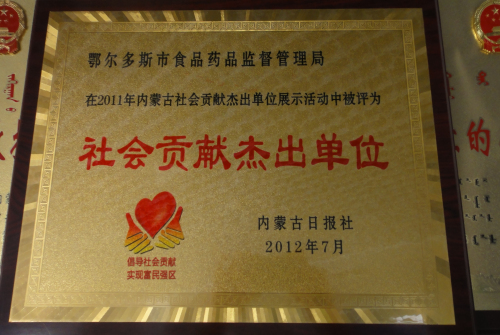 鄂尔多斯市食品药品监督管理局
在2011年内蒙古社会贡献杰出单位展示活动中被评为
社会贡献杰出单位
倡导社会贡献
实现富民强区
内蒙古日报社
2012年7月
的